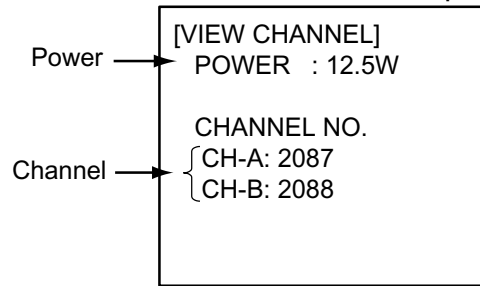 [VIEW CHANNEL]
Power
POWER : 12.5W
CHANNEL NO.
Channel
CH-A: 2087
CH-B: 2088